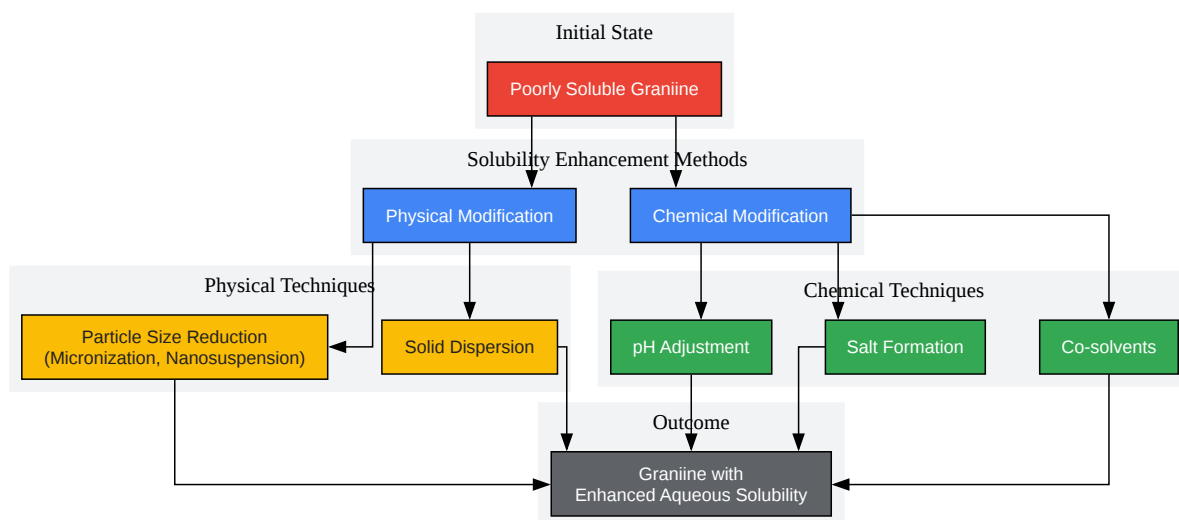 Initial State
Poorly Soluble Graniine
Solubility Enhancement Methods
Physical Modification
Chemical Modification
Physical Techniques
Chemical Techniques
Particle Size Reduction
(Micronization, Nanosuspension)
Solid Dispersion
pH Adjustment
Salt Formation
Co-solvents
Outcome
Graniine with
Enhanced Aqueous Solubility